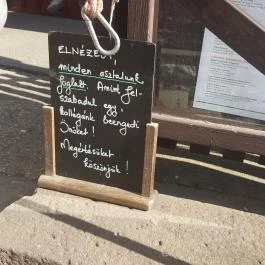 ELNÉZÉST,
minden asztalunk
foglalt. Amint fel-
szabadul egy,
kollégánk beengedi
Önöket!
Megértésüket
köszönjük!